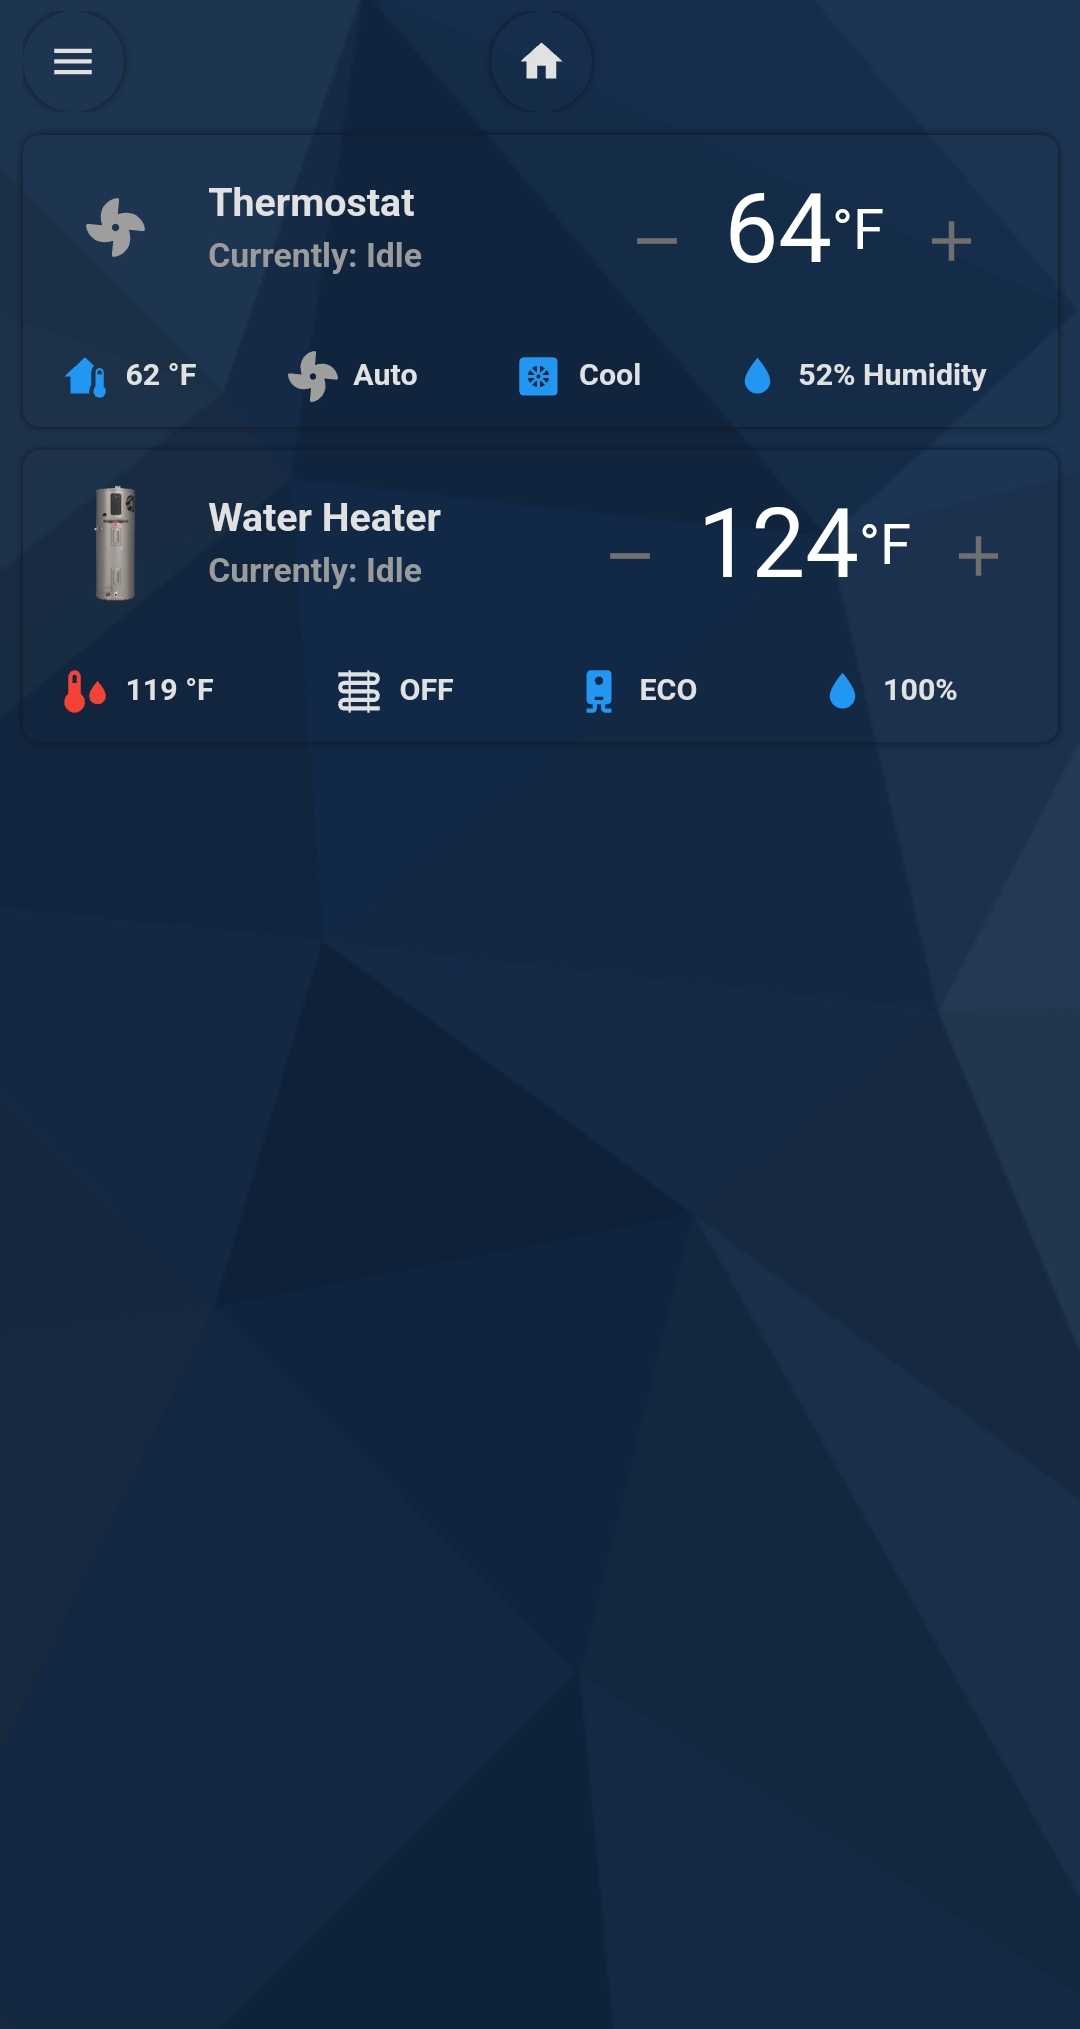 Thermostat
Currently: Idle
64°F
62 °F
Auto
Cool
52% Humidity
Water Heater
Currently: Idle
124°F
119 °F
OFF
ECO
100%